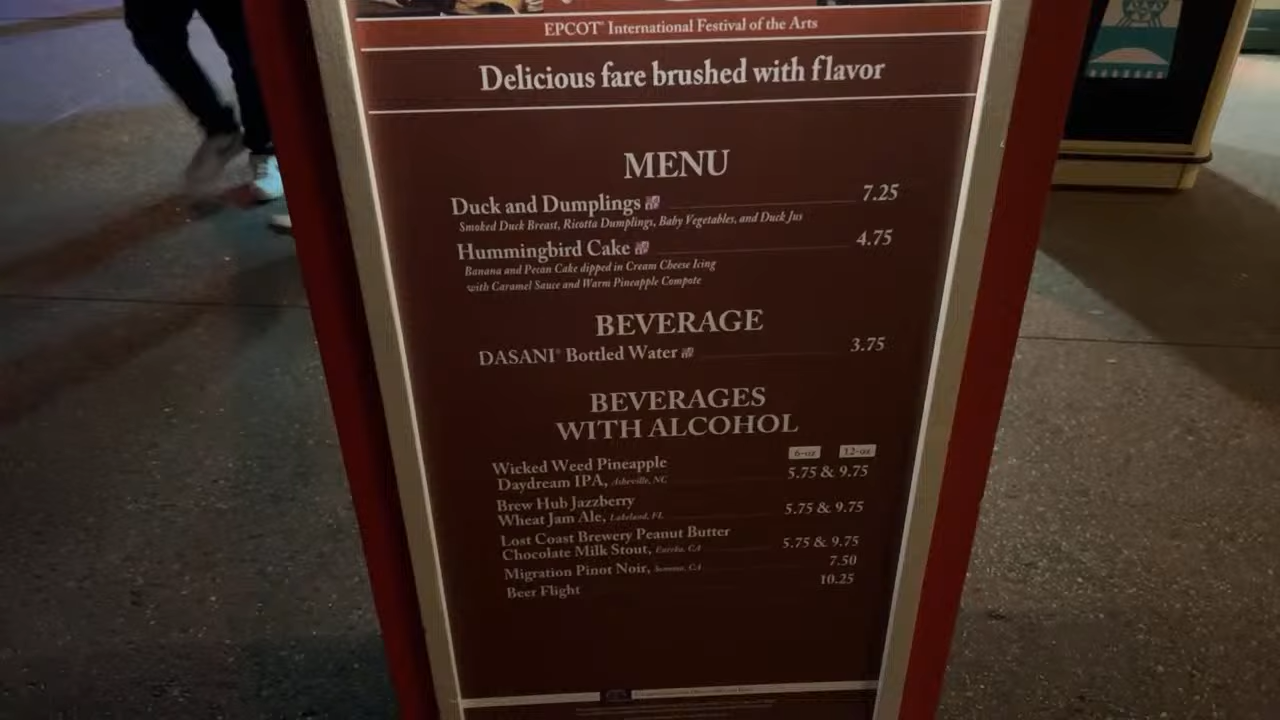 EPCOT® International Festival of the Arts
Delicious fare brushed with flavor
MENU
Duck and Dumplings 7.25
Smoked Duck Breast, Ricotta Dumplings, Baby Vegetables, and Duck Jus
Hummingbird Cake 4.75
Banana and Pecan Cake dipped in Cream Cheese Icing
with Caramel Sauce and Warm Pineapple Compote
BEVERAGE
DASANI® Bottled Water 3.75
BEVERAGES
WITH ALCOHOL
6-oz 12-oz
Wicked Weed Pineapple
Daydream IPA, Asheville, NC 5.75 & 9.75
Brew Hub Jazzberry
Wheat Jam Ale, Lakeland, FL 5.75 & 9.75
Lost Coast Brewery Peanut Butter
Chocolate Milk Stout, Eureka, CA 5.75 & 9.75
Migration Pinot Noir, Sonoma, CA 7.50
Beer Flight 10.25